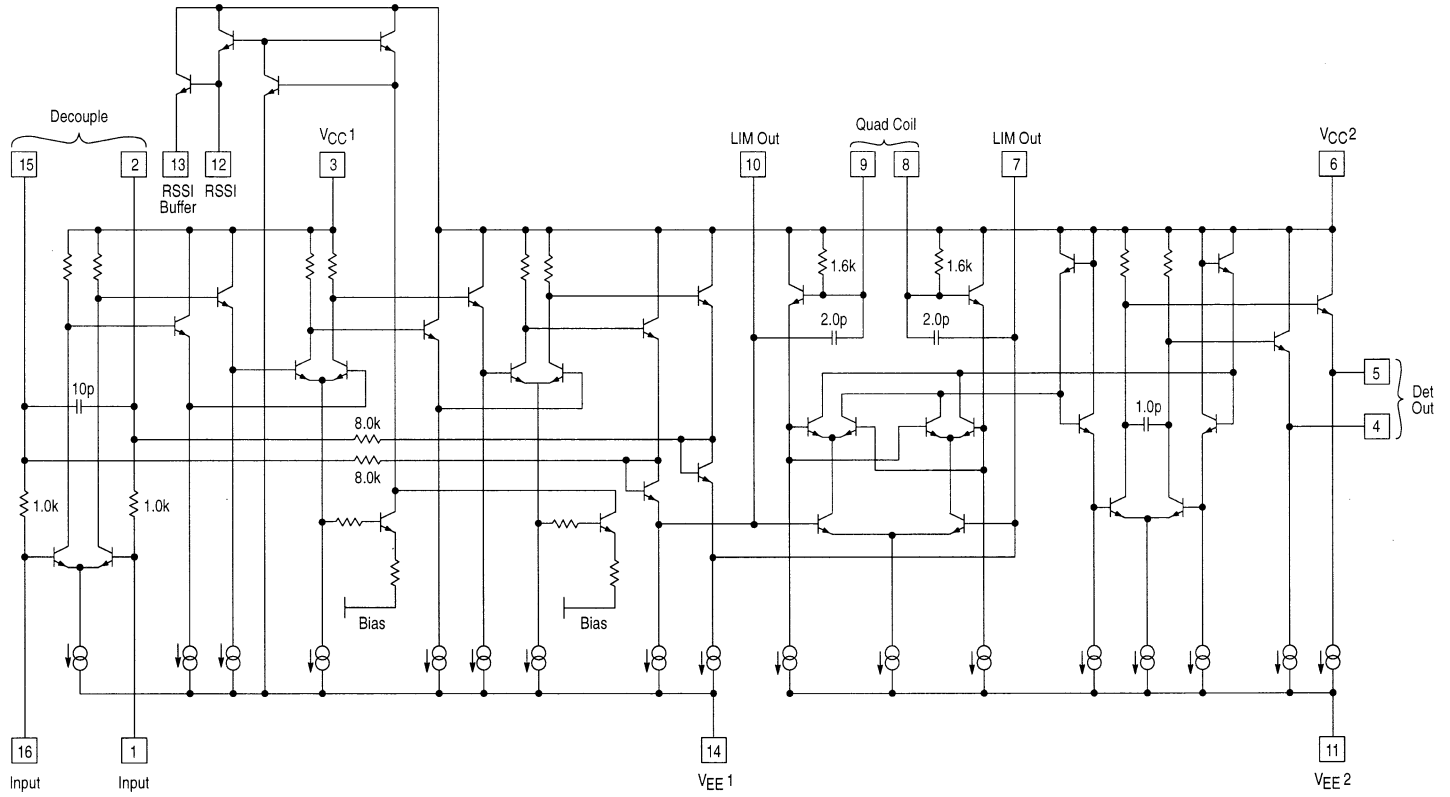 Decouple
15
2
13
RSSI
Buffer
12
RSSI
VCC1
3
LIM Out
10
Quad Coil
9
8
LIM Out
7
VCC2
6
1.6k
1.6k
2.0p
2.0p
5
4
Det
Out
10p
1.0p
8.0k
8.0k
1.0k
1.0k
Bias
Bias
16
Input
1
Input
14
VEE1
11
VEE2